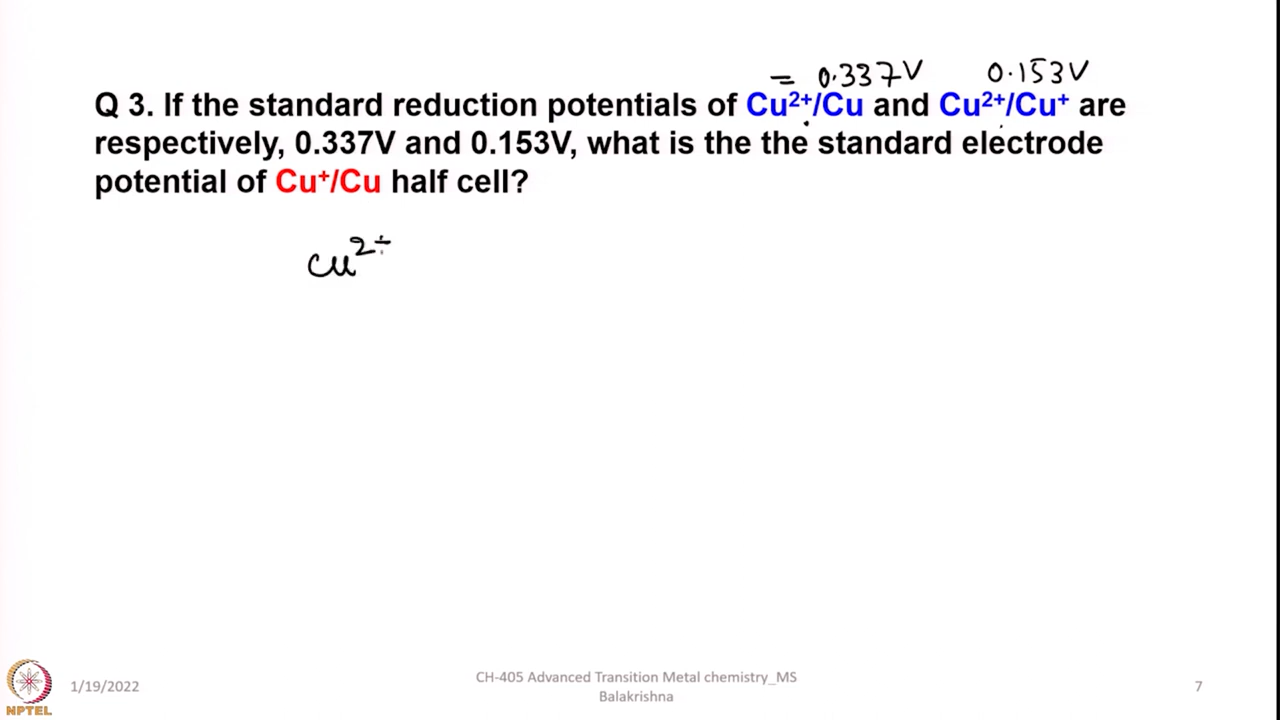 = 0.337V 0.153V
Q 3. If the standard reduction potentials of Cu²⁺/Cu and Cu²⁺/Cu⁺ are
respectively, 0.337V and 0.153V, what is the the standard electrode
potential of Cu⁺/Cu half cell?
Cu²⁺
NPTEL
1/19/2022
CH-405 Advanced Transition Metal chemistry_MS
Balakrishna
7